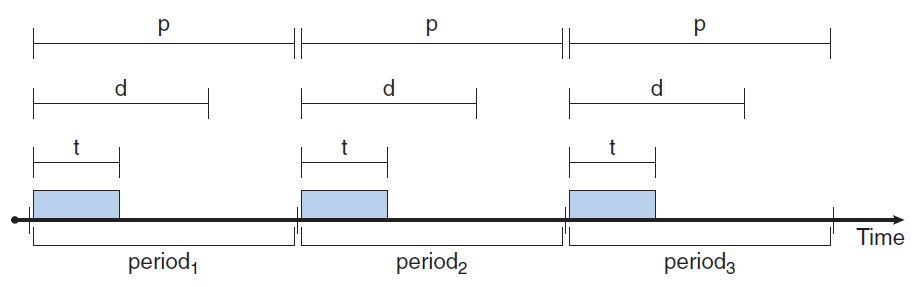 p p p
d d d
t t t
Time
period₁ period₂ period₃